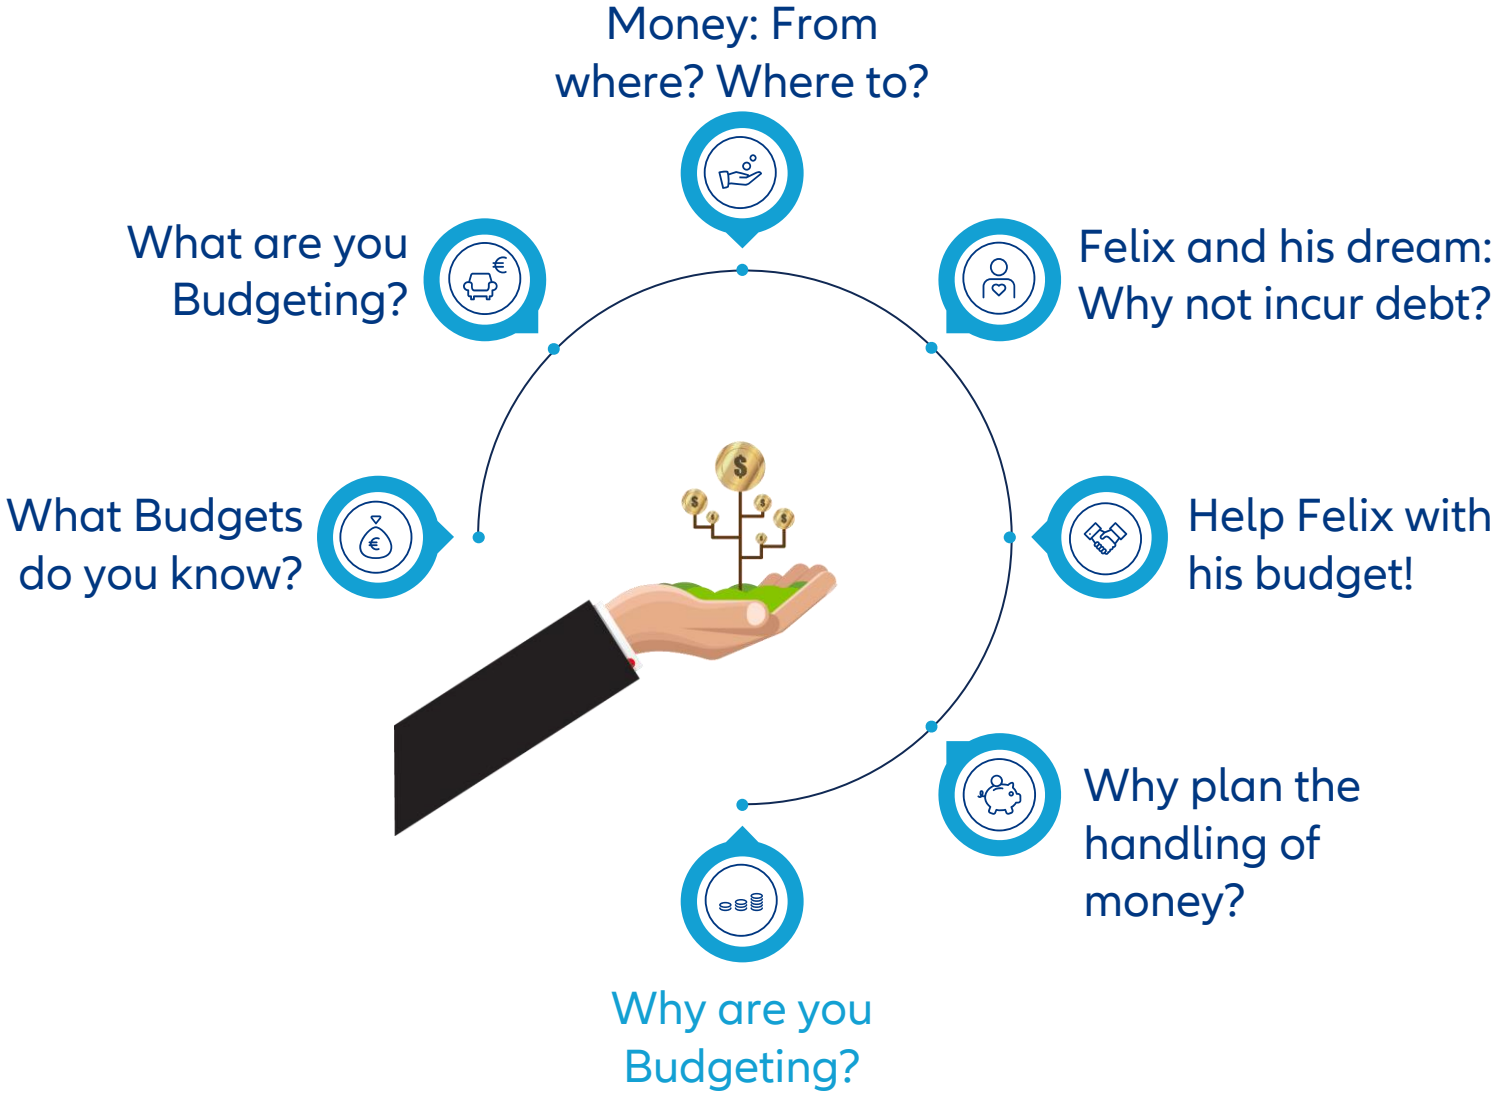 Money: From
where? Where to?
What are you
Budgeting?
€
Felix and his dream:
Why not incur debt?
What Budgets
do you know?
€
$
$
$
$
$
$
Help Felix with
his budget!
Why plan the
handling of
money?
Why are you
Budgeting?